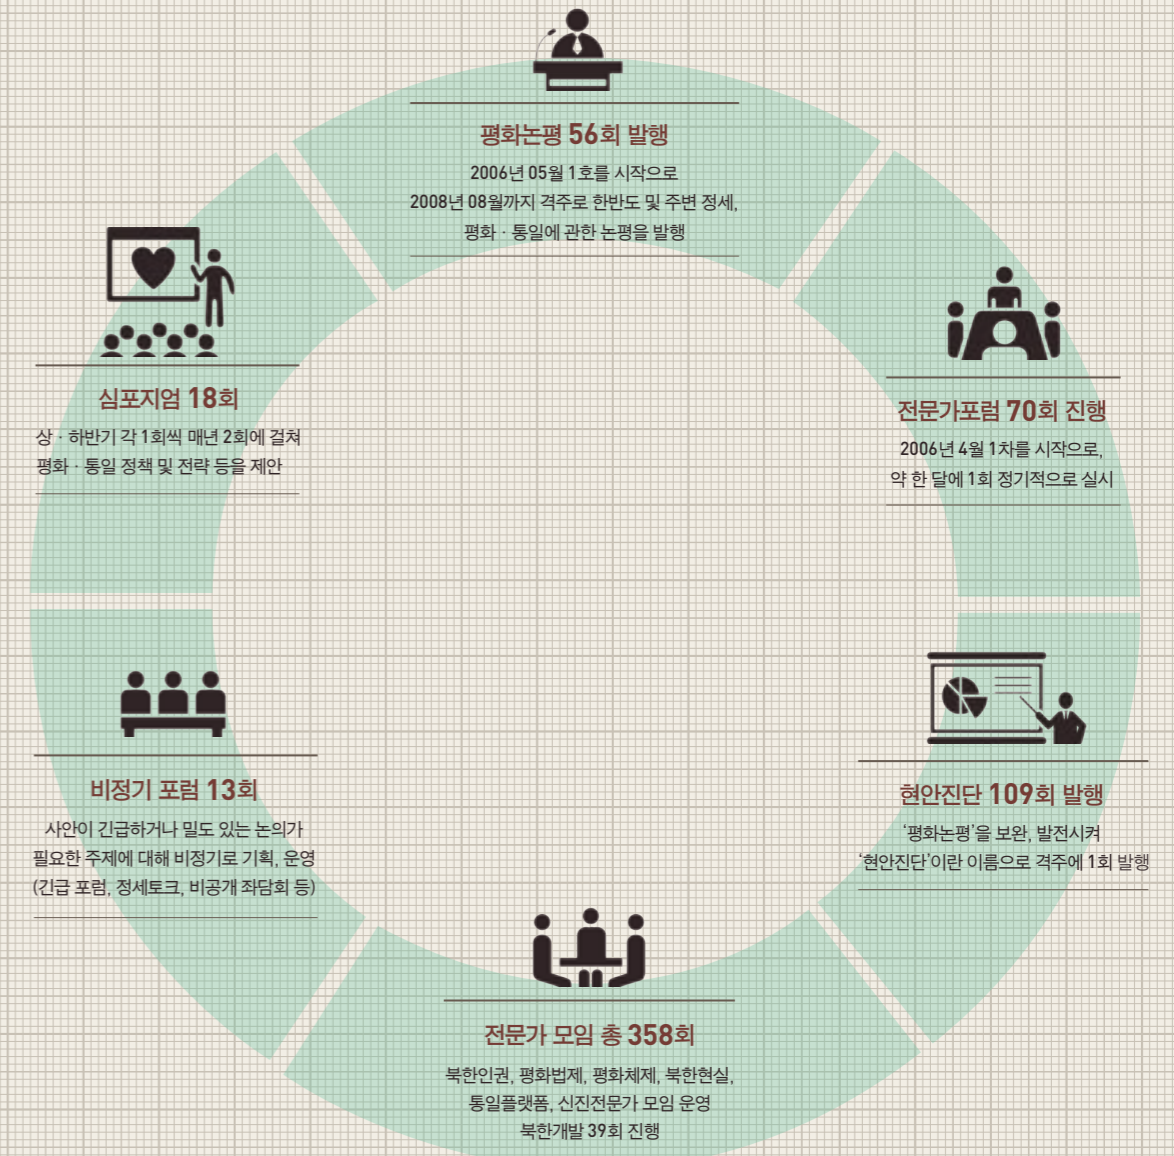 평화논평 56회 발행
2006년 05월 1호를 시작으로
2008년 08월까지 격주로 한반도 및 주변 정세,
평화 · 통일에 관한 논평을 발행
전문가포럼 70회 진행
2006년 4월 1차를 시작으로,
약 한 달에 1회 정기적으로 실시
현안진단 109회 발행
‘평화논평’을 보완, 발전시켜
‘현안진단’이란 이름으로 격주에 1회 발행
전문가 모임 총 358회
북한인권, 평화법제, 평화체제, 북한현실,
통일플랫폼, 신진전문가 모임 운영
북한개발 39회 진행
비정기 포럼 13회
사안이 긴급하거나 밀도 있는 논의가
필요한 주제에 대해 비정기로 기획, 운영
(긴급 포럼, 정세토크, 비공개 좌담회 등)
심포지엄 18회
상 · 하반기 각 1회씩 매년 2회에 걸쳐
평화 · 통일 정책 및 전략 등을 제안